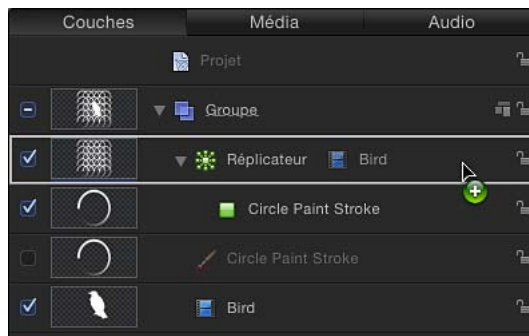 Couches Média Audio
Projet
Groupe
Réplicateur Bird
Circle Paint Stroke
Circle Paint Stroke
Bird